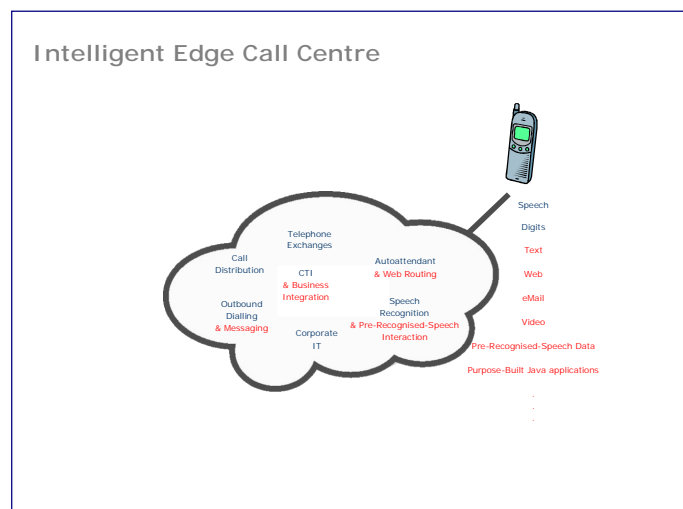 Intelligent Edge Call Centre
Speech
Digits
Text
Web
eMail
Video
Pre-Recognised-Speech Data
Purpose-Built Java applications
.
.
.
Telephone
Exchanges
Call
Distribution
CTI
& Business
Integration
Autoattendant
& Web Routing
Outbound
Dialling
& Messaging
Corporate
IT
Speech
Recognition
& Pre-Recognised-Speech
Interaction